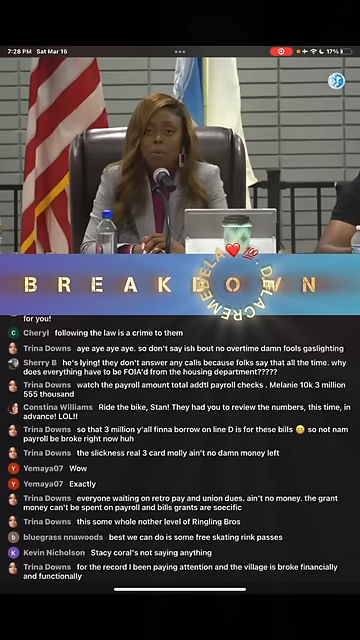 7:28 PM Sat Mar 16
17%
BREAKDOWN
DELACREMEDELACREME
for you!
C Cheryl following the law is a crime to them
Trina Downs aye aye aye aye. so don't say ish bout no overtime damn fools gaslighting
Sherry B he's lying! they don't answer any calls because folks say that all the time. why
does everything have to be FOIA'd from the housing department?????
Trina Downs watch the payroll amount total addtl payroll checks . Melanie 10k 3 million
555 thousand
Constina Williams Ride the bike, Stan! They had you to review the numbers, this time, in
advance! LOL!!
Trina Downs so that 3 million y'all finna borrow on line D is for these bills 😄 so not nam
payroll be broke right now huh
Trina Downs the slickness real 3 card molly ain't no damn money left
Y Yemaya07 Wow
Y Yemaya07 Exactly
Trina Downs everyone waiting on retro pay and union dues. ain't no money. the grant
money can't be spent on payroll and bills grants are soecific
Trina Downs this some whole nother level of Ringling Bros
b bluegrass nnawoods best we can do is some free skating rink passes
K Kevin Nicholson Stacy coral's not saying anything
Trina Downs for the record I been paying attention and the village is broke financially
and functionally